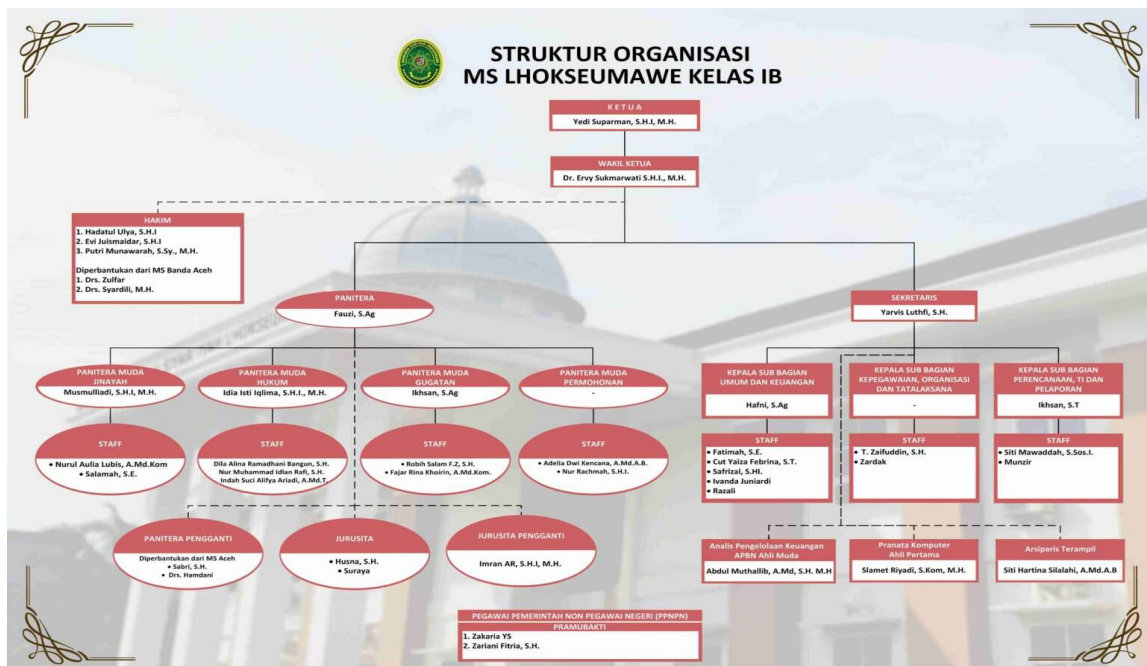 STRUKTUR ORGANISASI
MS LHOKSEUMAWE KELAS IB
K E T U A
Yedi Suparman, S.H.I, M.H.
WAKIL KETUA
Dr. Ervy Sukmarwati S.H.I., M.H.
HAKIM
1. Hadatul Ulya, S.H.I
2. Evi Juismaidar, S.H.I
3. Putri Munawarah, S.Sy., M.H.
Diperbantukan dari MS Banda Aceh
1. Drs. Zulfar
2. Drs. Syardili, M.H.
PANITERA
Fauzi, S.Ag
SEKRETARIS
Yarvis Luthfi, S.H.
PANITERA MUDA
JINAYAH
Musmulliadi, S.H.I, M.H.
PANITERA MUDA
HUKUM
Idia Isti Iqlima, S.H.I., M.H.
PANITERA MUDA
GUGATAN
Ikhsan, S.Ag
PANITERA MUDA
PERMOHONAN
-
KEPALA SUB BAGIAN
UMUM DAN KEUANGAN
Hafni, S.Ag
KEPALA SUB BAGIAN
KEPEGAWAIAN, ORGANISASI
DAN TATALAKSANA
-
KEPALA SUB BAGIAN
PERENCANAAN, TI DAN
PELAPORAN
Ikhsan, S.T
STAFF
• Nurul Aulia Lubis, A.Md.Kom
• Salamah, S.E.
STAFF
Dila Alina Ramadhani Bangun, S.H.
Nur Muhammad Idlan Rafi, S.H.
Indah Suci Alifya Ariadi, A.Md.T.
STAFF
• Robih Salam F.Z, S.H.
• Fajar Rina Khoirin, A.Md.Kom.
STAFF
• Adelia Dwi Kencana, A.Md.A.B.
• Nur Rachmah, S.H.I.
STAFF
• Fatimah, S.E.
• Cut Yaiza Febrina, S.T.
• Safrizal, S.HI.
• Ivanda Juniardi
• Razali
STAFF
• T. Zaifuddin, S.H.
• Zardak
STAFF
• Siti Mawaddah, S.Sos.I.
• Munzir
PANITERA PENGGANTI
Diperbantukan dari MS Aceh
• Sabri, S.H.
• Drs. Hamdani
JURUSITA
• Husna, S.H.
• Suraya
JURUSITA PENGGANTI
Imran AR, S.H.I, M.H.
Analis Pengelolaan Keuangan
APBN Ahli Muda
Abdul Muthallib, A.Md, S.H. M.H
Pranata Komputer
Ahli Pertama
Slamet Riyadi, S.Kom, M.H.
Arsiparis Terampil
Siti Hartina Silalahi, A.Md.A.B
PEGAWAI PEMERINTAH NON PEGAWAI NEGERI (PPNPN)
PRAMUBAKTI
1. Zakaria YS
2. Zariani Fitria, S.H.